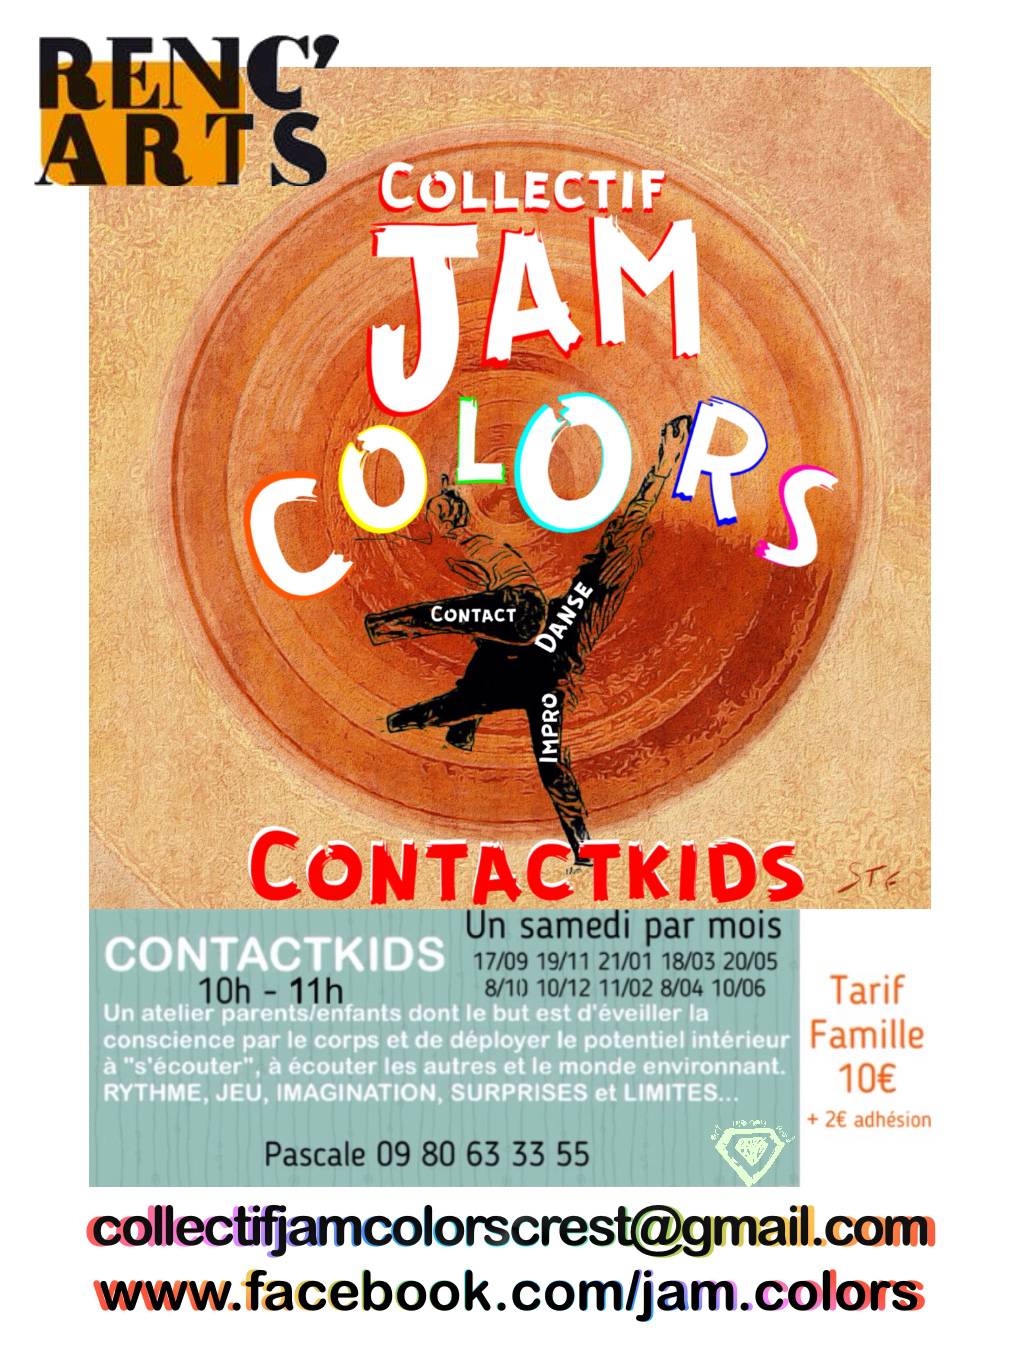 RENC'
ARTS
COLLECTIF
JAM
COLORS
CONTACT
DANSE
IMPRO
CONTACTKIDS
STE
CONTACTKIDS
10h - 11h
Un samedi par mois
17/09 19/11 21/01 18/03 20/05
8/10 10/12 11/02 8/04 10/06
Un atelier parents/enfants dont le but est d'éveiller la
conscience par le corps et de déployer le potentiel intérieur
à "s'écouter", à écouter les autres et le monde environnant.
RYTHME, JEU, IMAGINATION, SURPRISES et LIMITES...
Pascale 09 80 63 33 55
Tarif
Famille
10€
+ 2€ adhésion
collectifjamcolorscrest@gmail.com
www.facebook.com/jam.colors